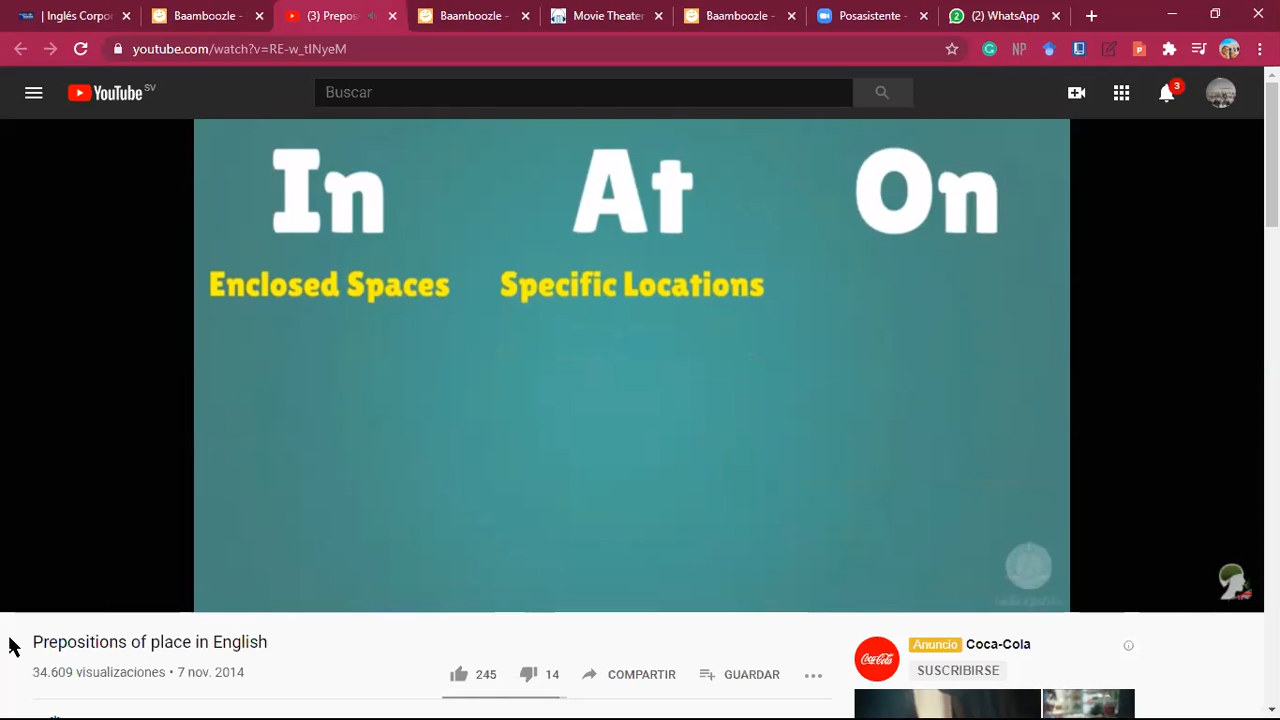 | Inglés Corpor
Baamboozle -
(3) Prepos
Baamboozle -
Movie Theater
Baamboozle -
Posasistente -
(2) WhatsApp
youtube.com/watch?v=RE-w_tINyeM
NP
YouTube SV
Buscar
3
In At On
Enclosed Spaces Specific Locations
Prepositions of place in English
34.609 visualizaciones • 7 nov. 2014
245 14 COMPARTIR GUARDAR
Anuncio Coca-Cola
SUSCRIBIRSE